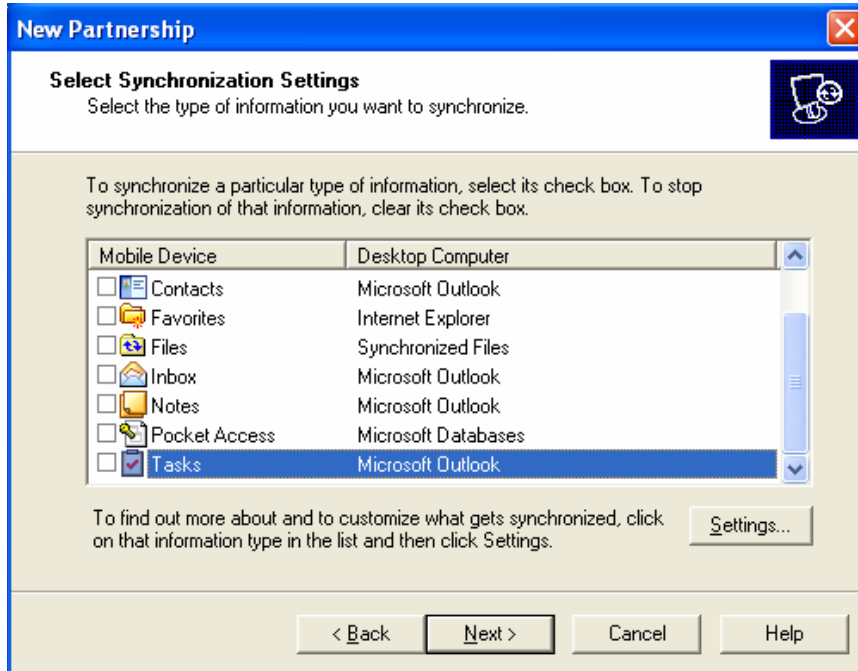 New Partnership
Select Synchronization Settings
Select the type of information you want to synchronize.
To synchronize a particular type of information, select its check box. To stop
synchronization of that information, clear its check box.
Mobile Device Desktop Computer
Contacts Microsoft Outlook
Favorites Internet Explorer
Files Synchronized Files
Inbox Microsoft Outlook
Notes Microsoft Outlook
Pocket Access Microsoft Databases
Tasks Microsoft Outlook
To find out more about and to customize what gets synchronized, click
on that information type in the list and then click Settings.
Settings...
< Back Next > Cancel Help